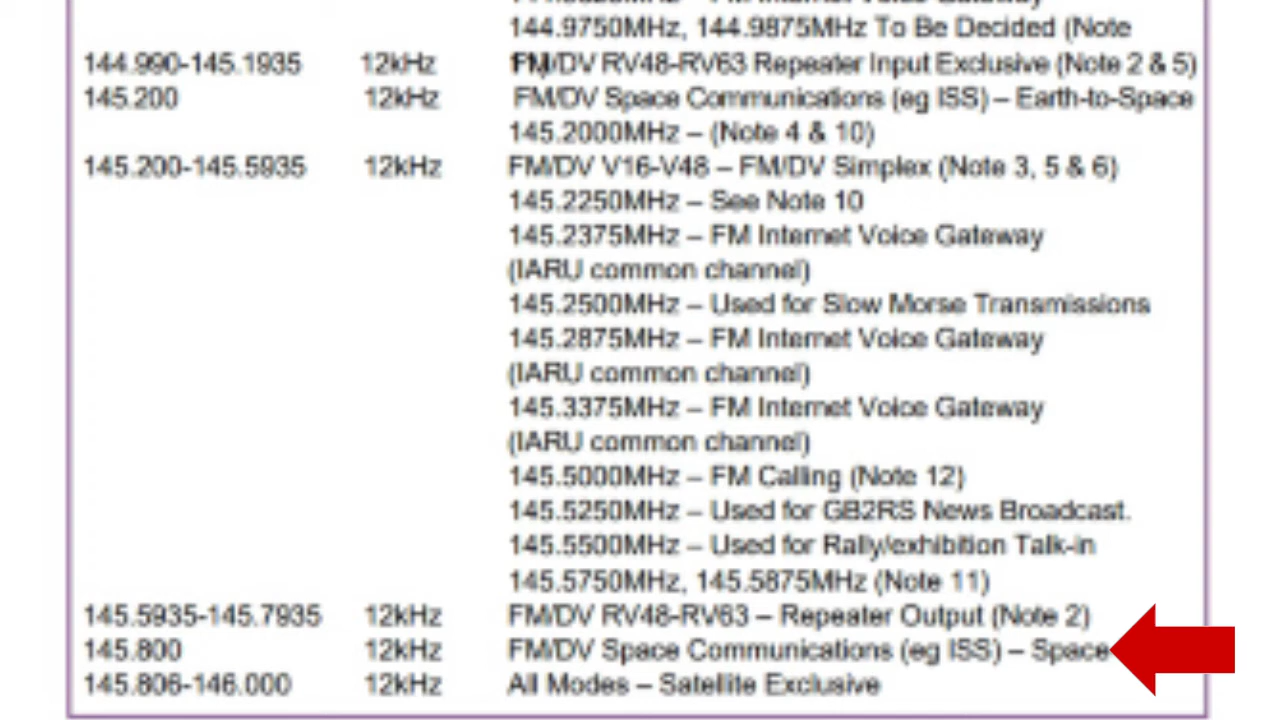 144.9750MHz, 144.9875MHz To Be Decided (Note
144.990-145.1935 12kHz FM/DV RV48-RV63 Repeater Input Exclusive (Note 2 & 5)
145.200 12kHz FM/DV Space Communications (eg ISS) – Earth-to-Space
145.2000MHz – (Note 4 & 10)
145.200-145.5935 12kHz FM/DV V16-V48 – FM/DV Simplex (Note 3, 5 & 6)
145.2250MHz – See Note 10
145.2375MHz – FM Internet Voice Gateway
(IARU common channel)
145.2500MHz – Used for Slow Morse Transmissions
145.2875MHz – FM Internet Voice Gateway
(IARU common channel)
145.3375MHz – FM Internet Voice Gateway
(IARU common channel)
145.5000MHz – FM Calling (Note 12)
145.5250MHz – Used for GB2RS News Broadcast.
145.5500MHz – Used for Rally/exhibition Talk-in
145.5750MHz, 145.5875MHz (Note 11)
145.5935-145.7935 12kHz FM/DV RV48-RV63 – Repeater Output (Note 2)
145.800 12kHz FM/DV Space Communications (eg ISS) – Space
145.806-146.000 12kHz All Modes – Satellite Exclusive